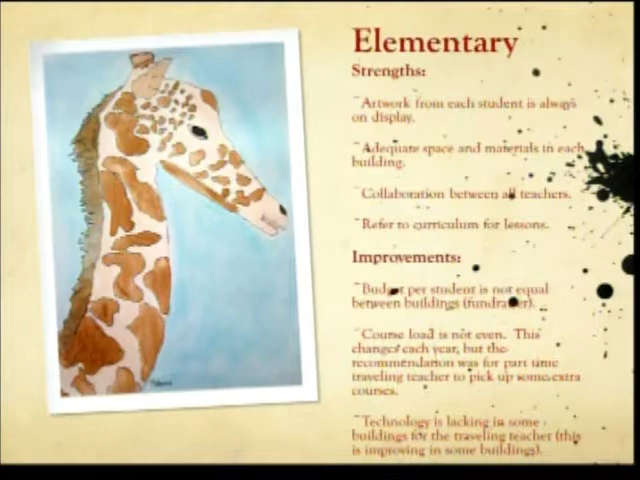 Elementary
Strengths:
~Artwork from each student is always
on display.
~Adequate space and materials in each
building.
~Collaboration between all teachers.
~Refer to curriculum for lessons.
Improvements:
~Budget per student is not equal
between buildings (fundraiser).
~Course load is not even. This
changes each year, but the
recommendation was for part time
traveling teacher to pick up some extra
courses.
~Technology is lacking in some
buildings for the traveling teacher (this
is improving in some buildings).